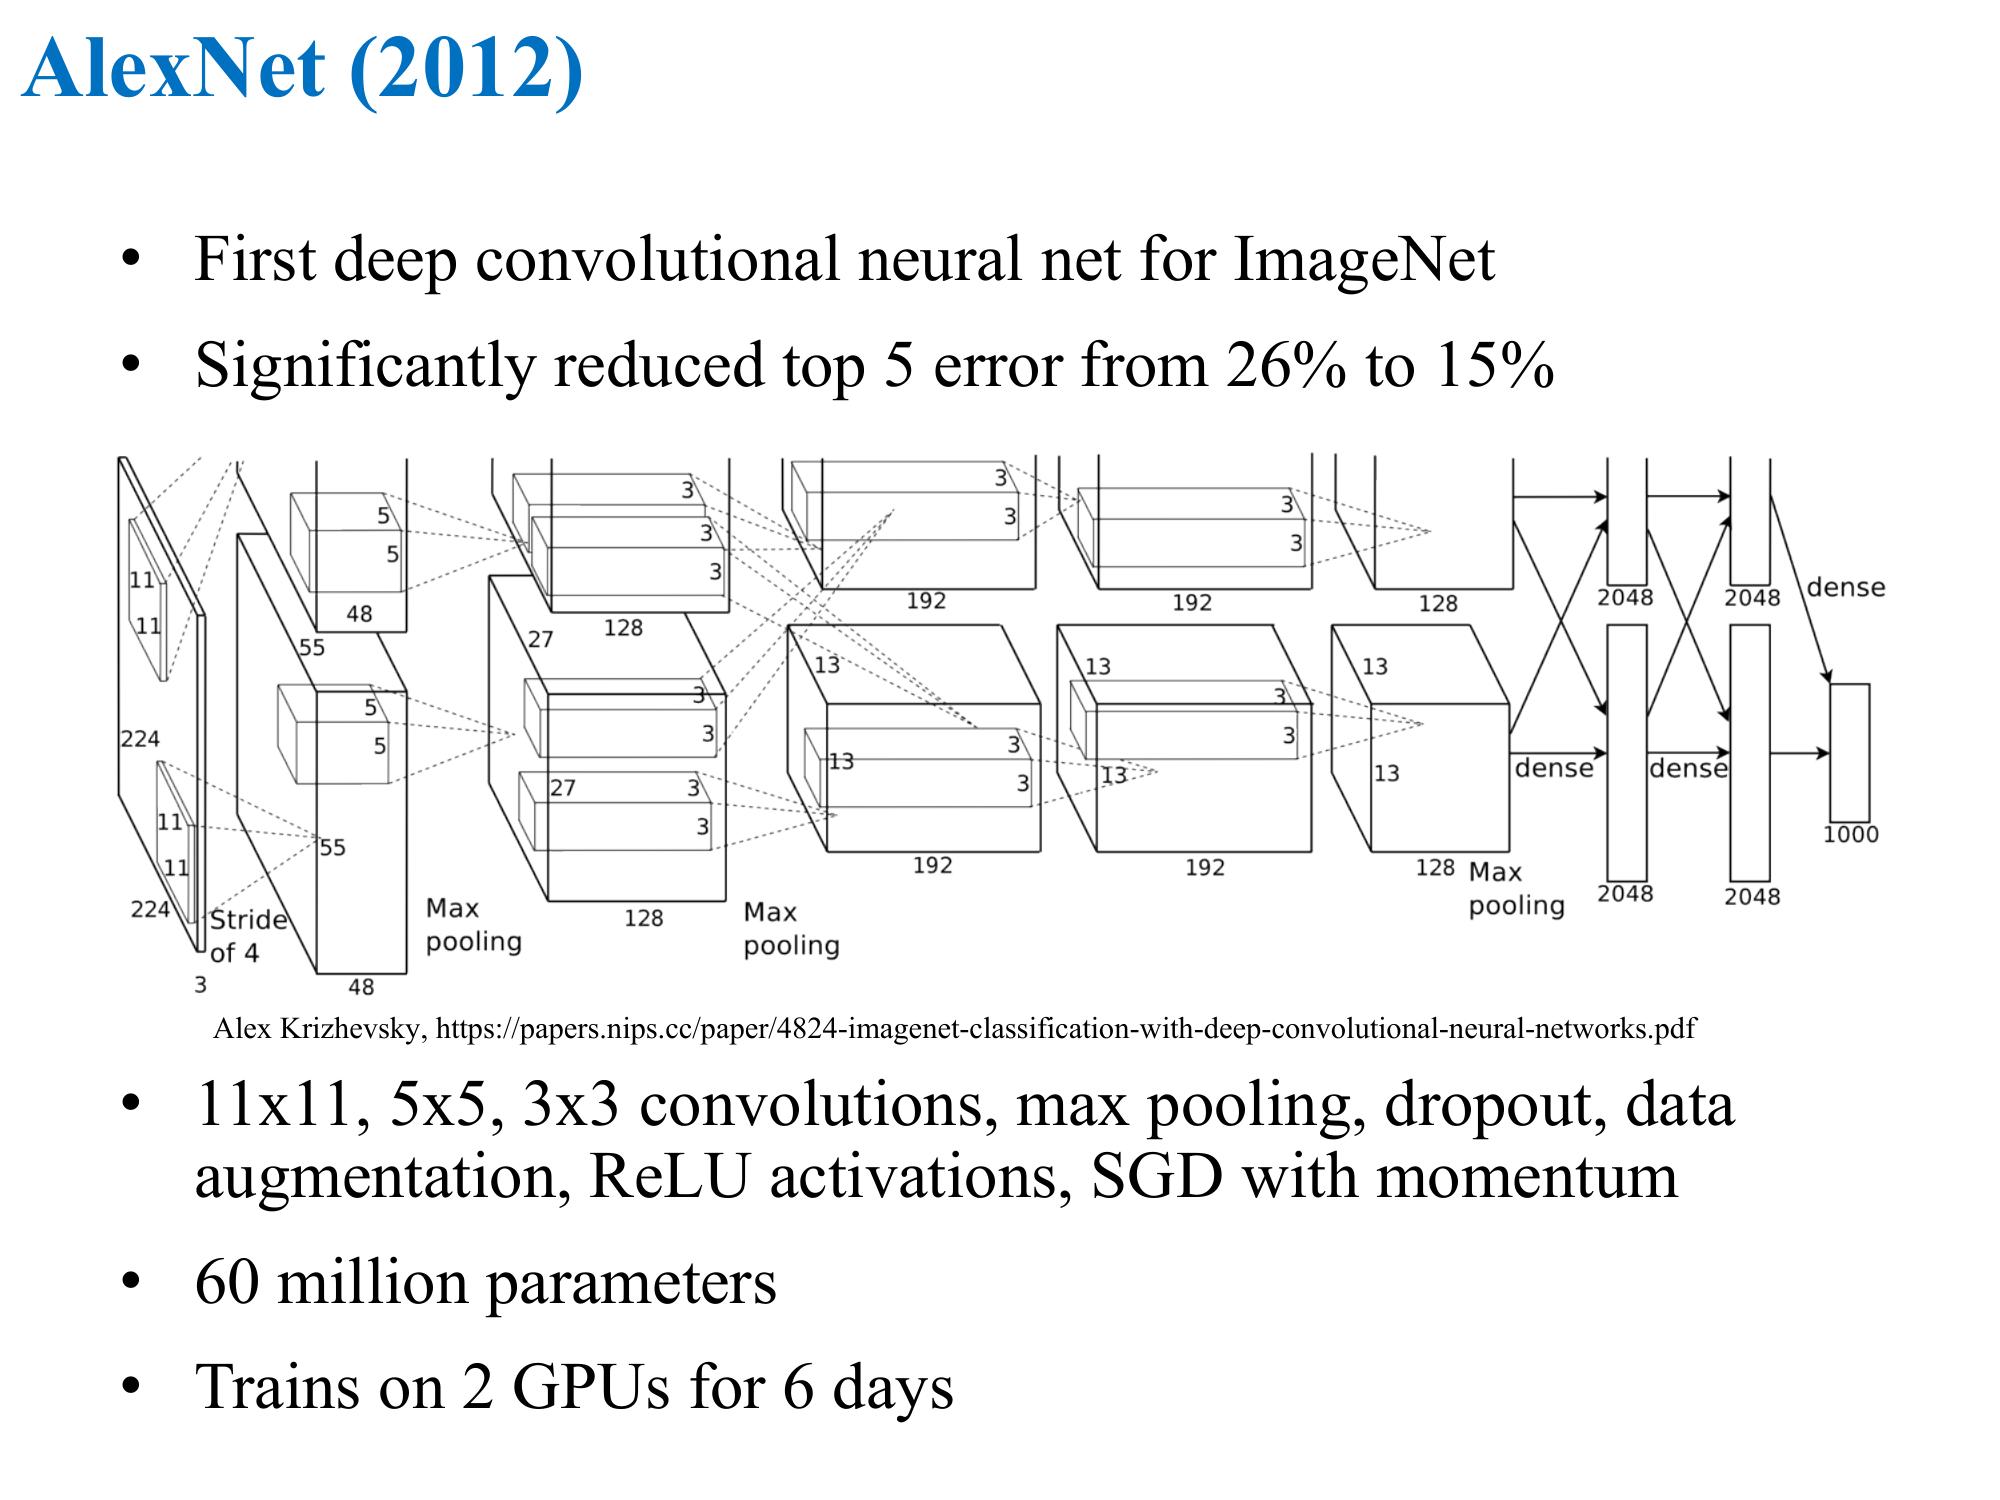 AlexNet (2012)
• First deep convolutional neural net for ImageNet
• Significantly reduced top 5 error from 26% to 15%
3
3
3
5
3
3
3
5
3
3
11
11
48
128
192
192
128
2048
2048
dense
55
27
13
13
13
5
3
3
5
3
3
3
3
224
55
27
3
13
3
13
13
dense
dense
11
3
11
1000
192
192
128
Max
pooling
2048
2048
224
Stride
of 4
Max
pooling
128
Max
pooling
3
48
Alex Krizhevsky, https://papers.nips.cc/paper/4824-imagenet-classification-with-deep-convolutional-neural-networks.pdf
• 11x11, 5x5, 3x3 convolutions, max pooling, dropout, data
augmentation, ReLU activations, SGD with momentum
• 60 million parameters
• Trains on 2 GPUs for 6 days